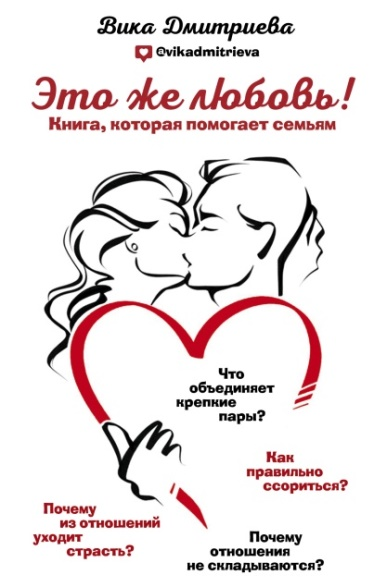 Вика Дмитриева
@vikadmitrieva
Это же любовь!
Книга, которая помогает семьям
Что
объединяет
крепкие
пары?
Как
правильно
ссориться?
Почему
из отношений
уходит
страсть?
Почему
отношения
не складываются?